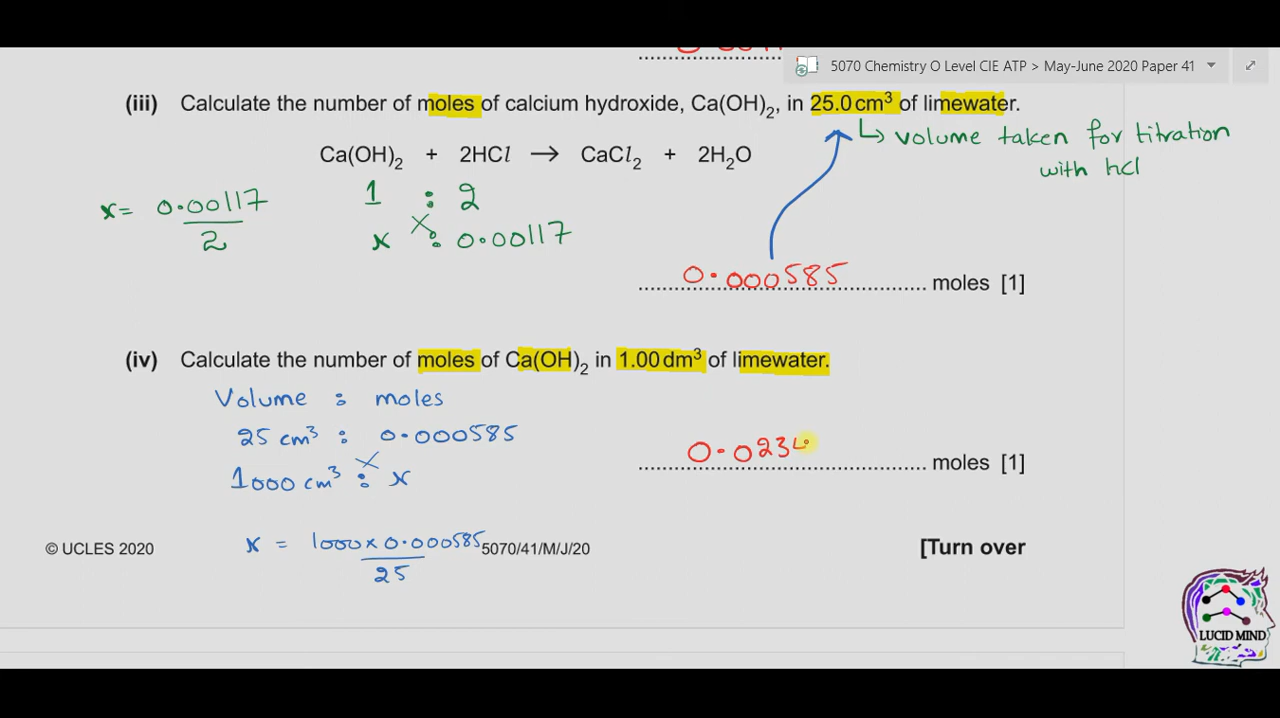 5070 Chemistry O Level CIE ATP > May-June 2020 Paper 41
(iii) Calculate the number of moles of calcium hydroxide, Ca(OH)₂, in 25.0 cm³ of limewater.
↳ volume taken for titration
with hcl
Ca(OH)₂ + 2HCl → CaCl₂ + 2H₂O
1 : 2
x : 0.00117
x = 0.00117
2
0.000585 moles [1]
(iv) Calculate the number of moles of Ca(OH)₂ in 1.00 dm³ of limewater.
Volume : moles
25 cm³ : 0.000585
1000 cm³ : x
0.0234 moles [1]
x = 1000 x 0.000585
25
© UCLES 2020
5070/41/M/J/20
[Turn over
LUCID MIND